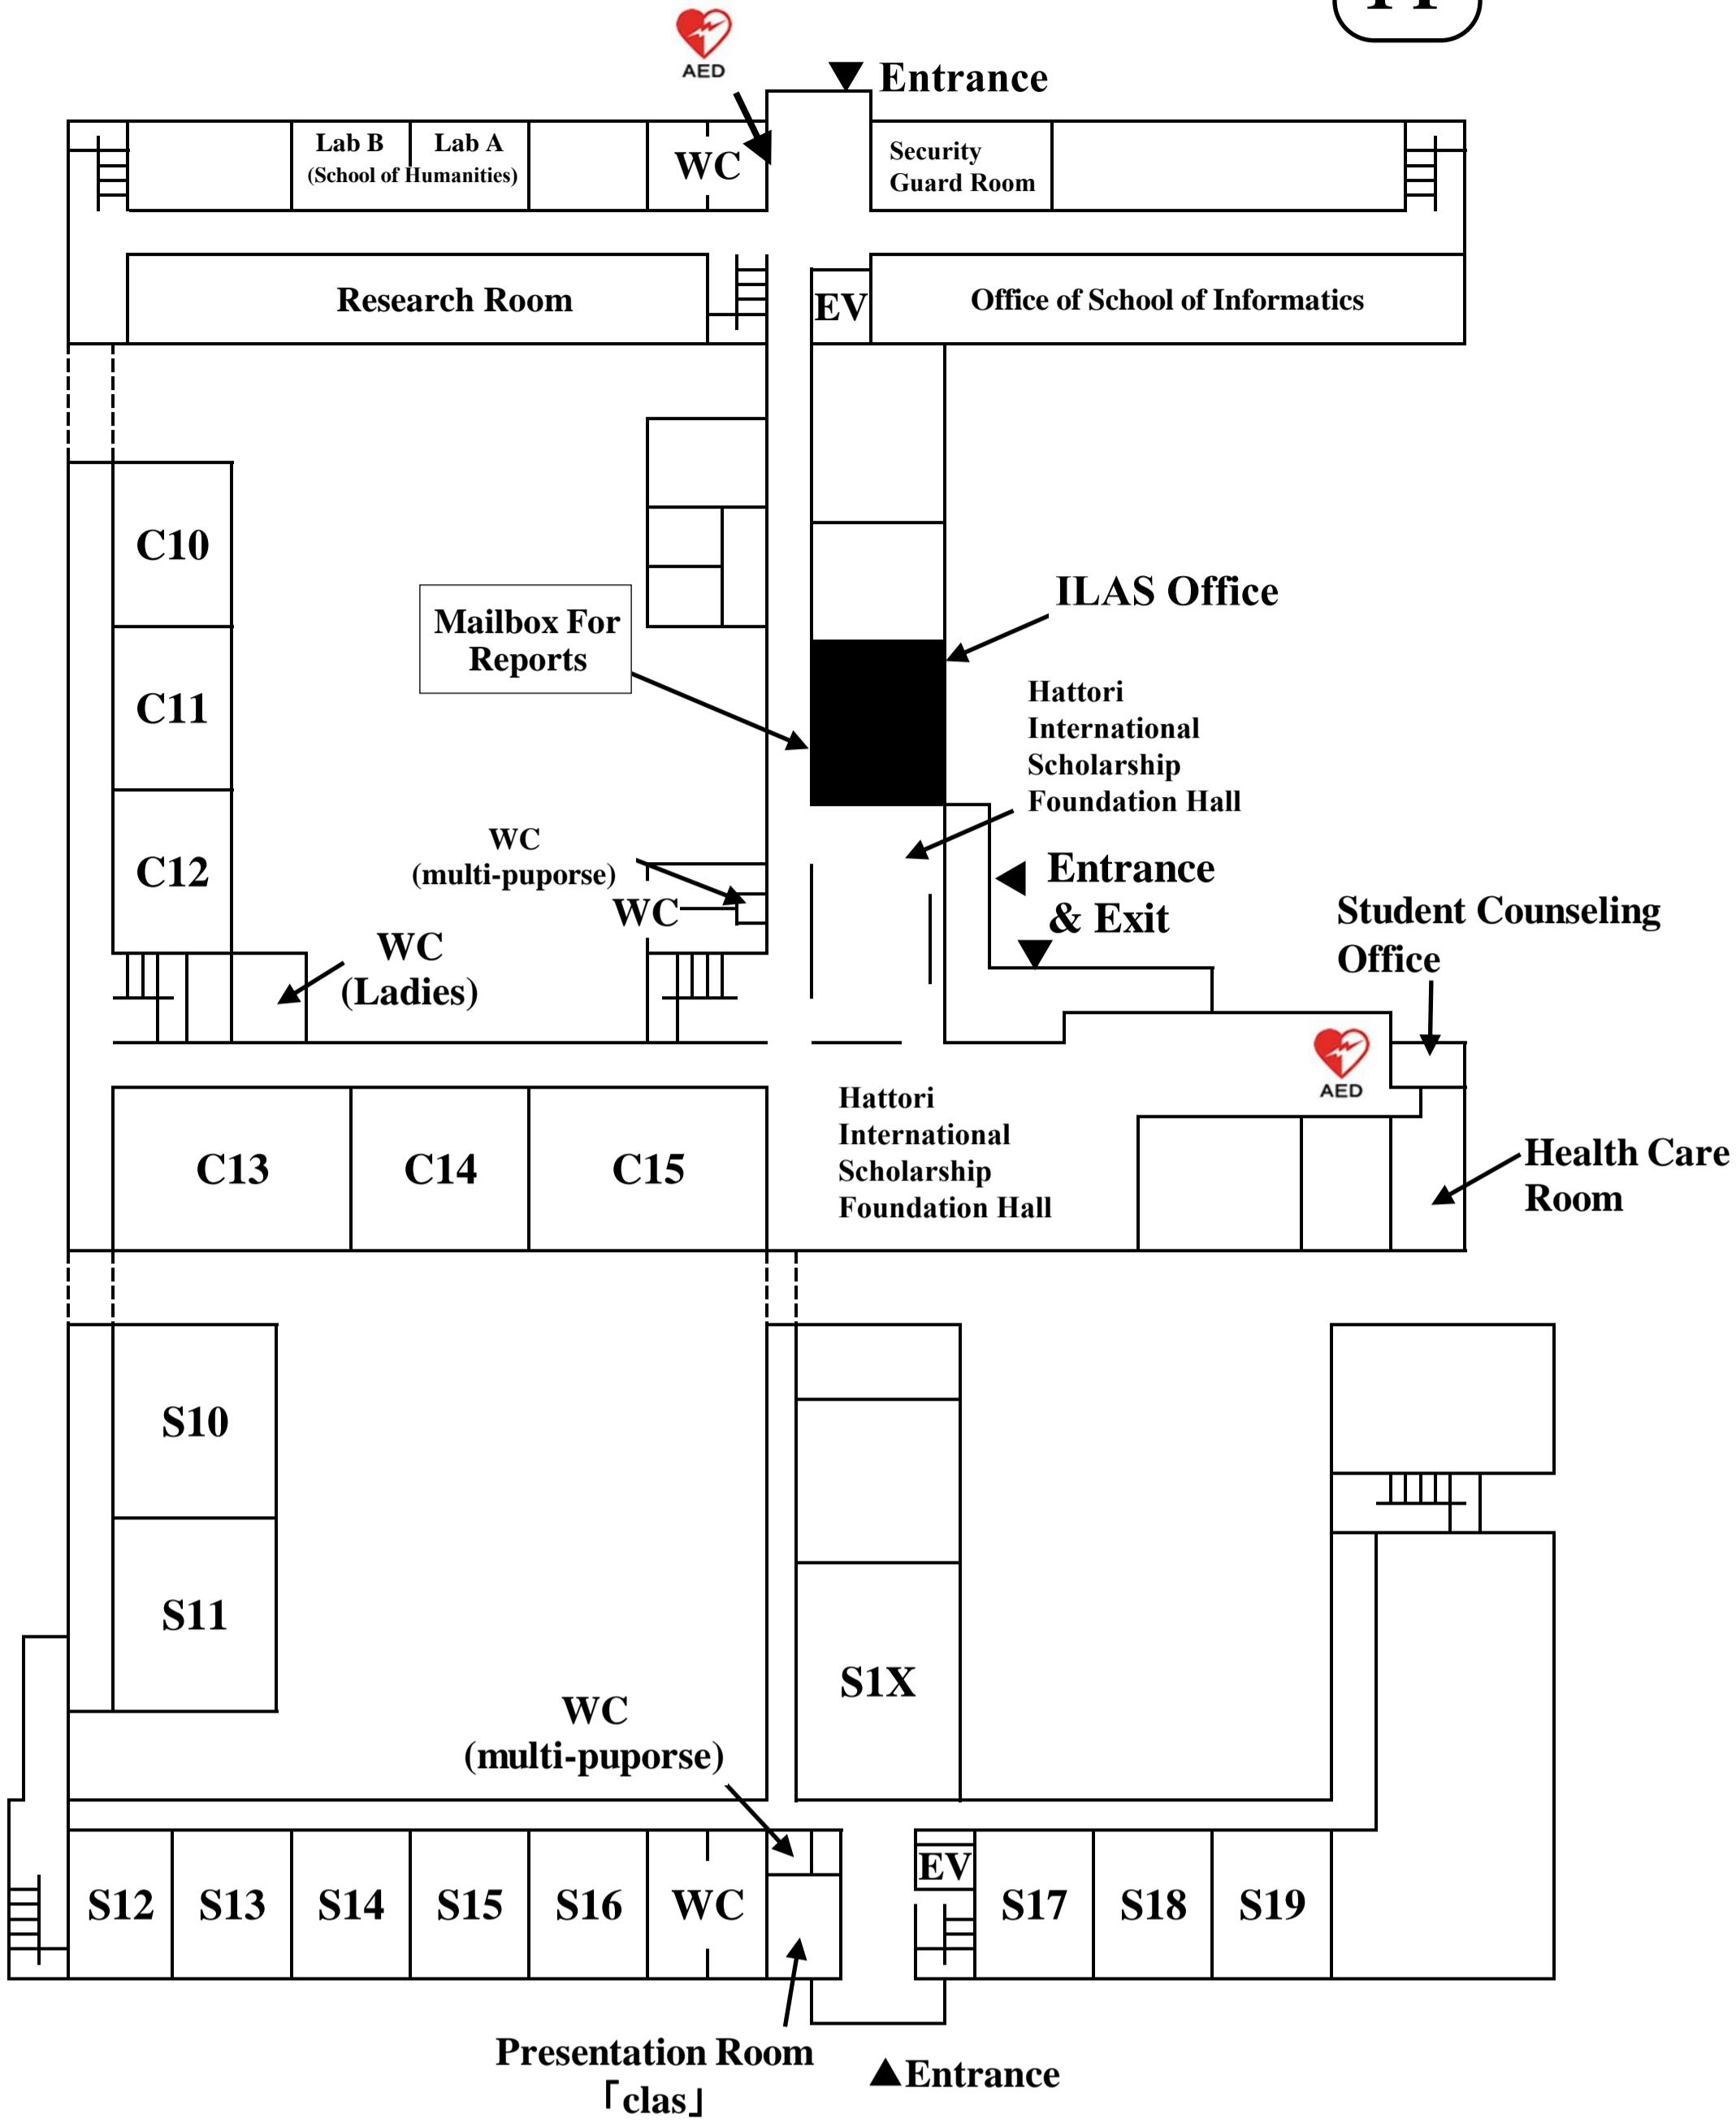 AED
Entrance
Lab B
Lab A
(School of Humanities)
WC
Security
Guard Room
Research Room
EV
Office of School of Informatics
C10
ILAS Office
Mailbox For
Reports
C11
Hattori
International
Scholarship
Foundation Hall
WC
(multi-puporse)
C12
WC
Entrance
& Exit
Student Counseling
Office
WC
(Ladies)
AED
Hattori
International
Scholarship
Foundation Hall
C13
C14
C15
Health Care
Room
S10
S11
S1X
WC
(multi-puporse)
EV
S12
S13
S14
S15
S16
WC
S17
S18
S19
Presentation Room
「clas」
Entrance